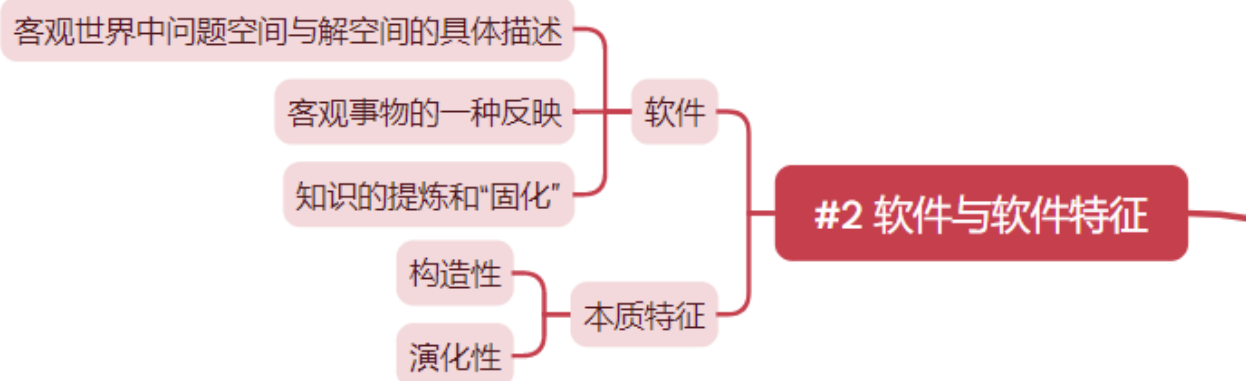 客观世界中问题空间与解空间的具体描述
客观事物的一种反映
软件
知识的提炼和“固化”
#2 软件与软件特征
构造性
本质特征
演化性